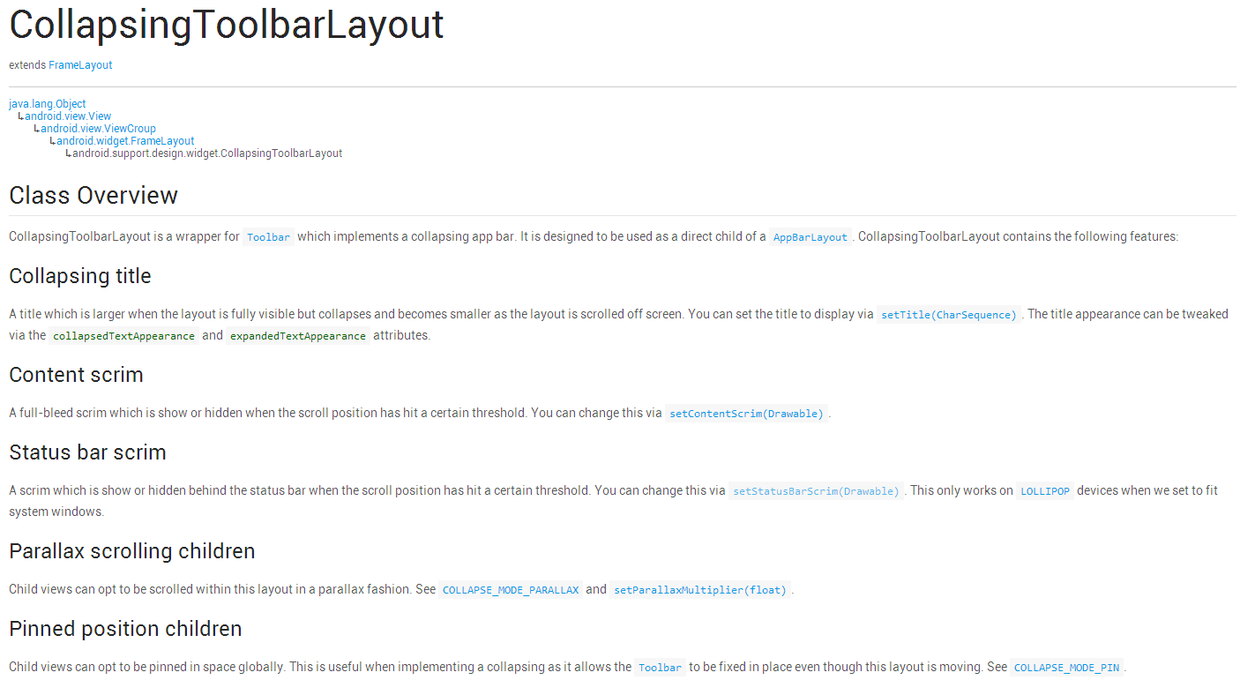 CollapsingToolbarLayout
extends FrameLayout
java.lang.Object
↳android.view.View
↳android.view.ViewGroup
↳android.widget.FrameLayout
↳android.support.design.widget.CollapsingToolbarLayout
Class Overview
CollapsingToolbarLayout is a wrapper for Toolbar which implements a collapsing app bar. It is designed to be used as a direct child of a AppBarLayout. CollapsingToolbarLayout contains the following features:
Collapsing title
A title which is larger when the layout is fully visible but collapses and becomes smaller as the layout is scrolled off screen. You can set the title to display via setTitle(CharSequence). The title appearance can be tweaked
via the collapsedTextAppearance and expandedTextAppearance attributes.
Content scrim
A full-bleed scrim which is show or hidden when the scroll position has hit a certain threshold. You can change this via setContentScrim(Drawable).
Status bar scrim
A scrim which is show or hidden behind the status bar when the scroll position has hit a certain threshold. You can change this via setStatusBarScrim(Drawable). This only works on LOLLIPOP devices when we set to fit
system windows.
Parallax scrolling children
Child views can opt to be scrolled within this layout in a parallax fashion. See COLLAPSE_MODE_PARALLAX and setParallaxMultiplier(float).
Pinned position children
Child views can opt to be pinned in space globally. This is useful when implementing a collapsing as it allows the Toolbar to be fixed in place even though this layout is moving. See COLLAPSE_MODE_PIN.